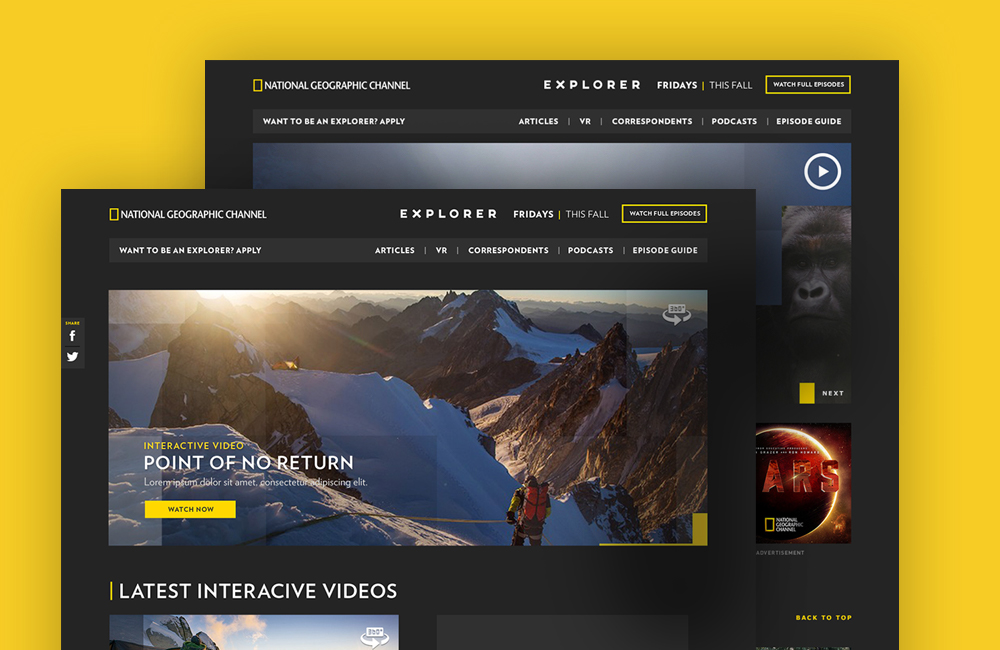 NATIONAL GEOGRAPHIC CHANNEL
EXPLORER FRIDAYS | THIS FALL WATCH FULL EPISODES
WANT TO BE AN EXPLORER? APPLY ARTICLES | VR | CORRESPONDENTS | PODCASTS | EPISODE GUIDE
NEXT
ARS
NATIONAL
GEOGRAPHIC
CHANNEL
ADVERTISEMENT
BACK TO TOP
NATIONAL GEOGRAPHIC CHANNEL
EXPLORER FRIDAYS | THIS FALL WATCH FULL EPISODES
WANT TO BE AN EXPLORER? APPLY ARTICLES | VR | CORRESPONDENTS | PODCASTS | EPISODE GUIDE
SHARE
360°
INTERACTIVE VIDEO
POINT OF NO RETURN
Lorem ipsum dolor sit amet, consectetur adipiscing elit.
WATCH NOW
LATEST INTERACIVE VIDEOS
360°